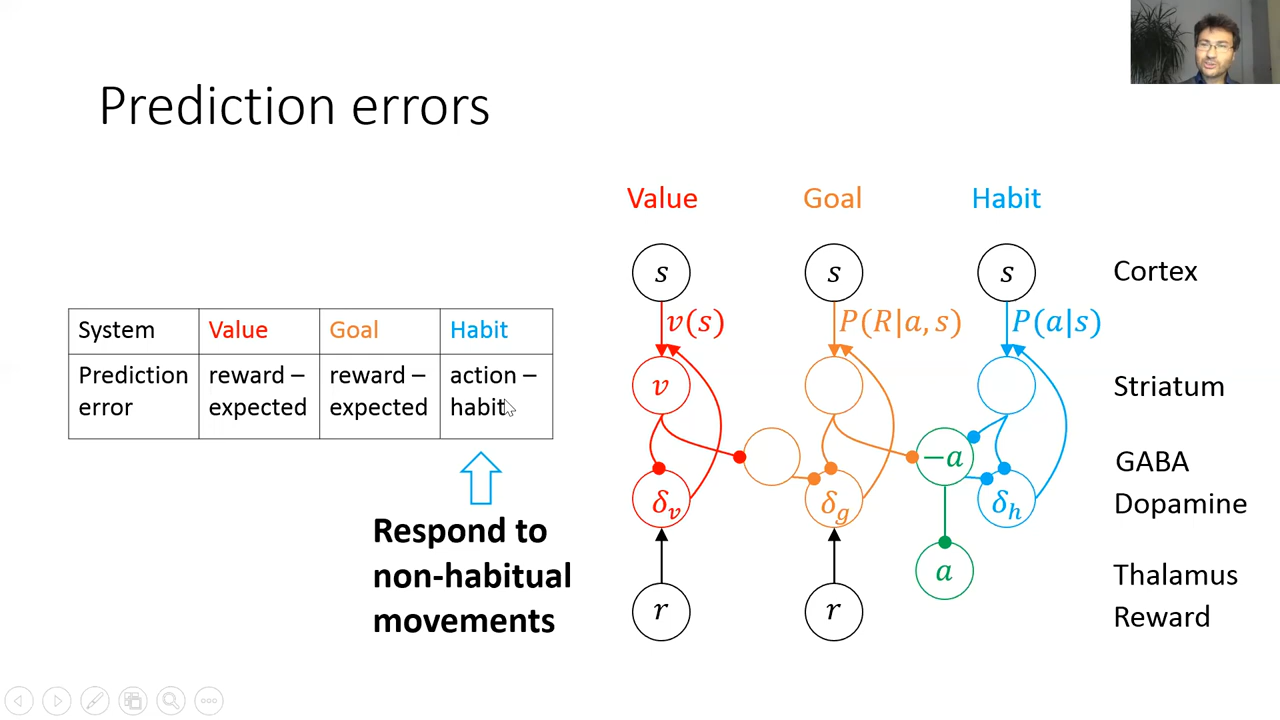 Prediction errors
System Value Goal Habit
Prediction error
reward – expected
reward – expected
action – habit
Respond to
non-habitual
movements
Value Goal Habit
s s s Cortex
v(s) P(R|a, s) P(a|s)
v Striatum
−a GABA
δv δg δh Dopamine
a Thalamus
r r Reward